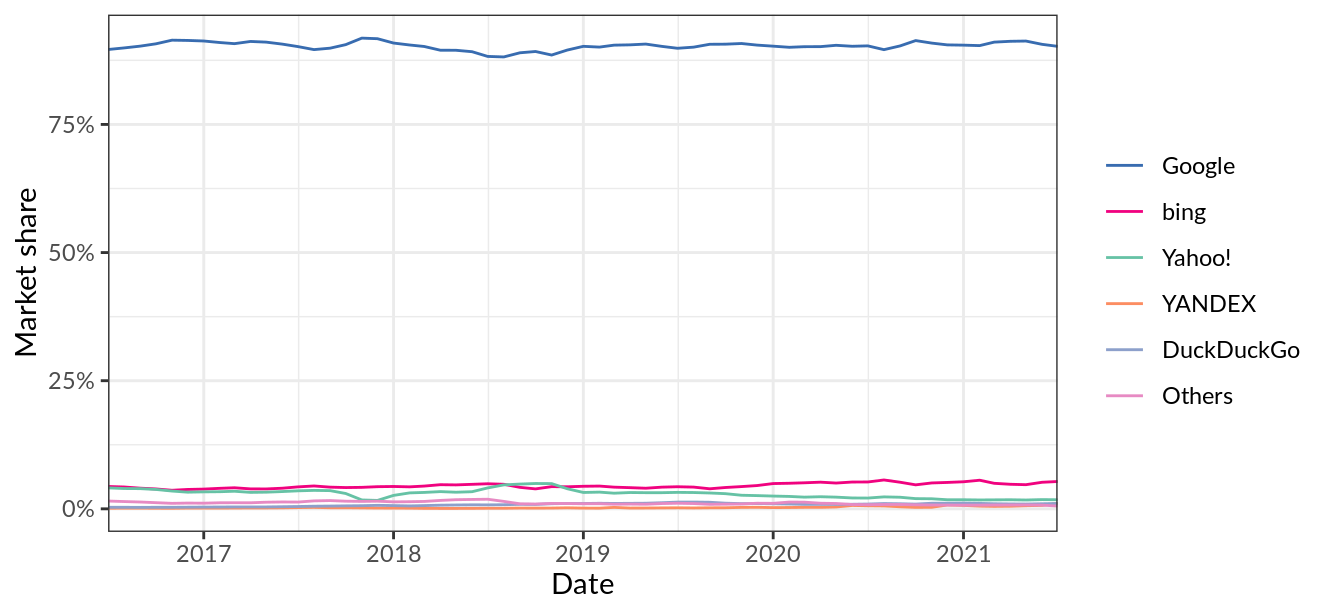 Market share
75%
50%
25%
0%
2017 2018 2019 2020 2021
Date
Google
bing
Yahoo!
YANDEX
DuckDuckGo
Others